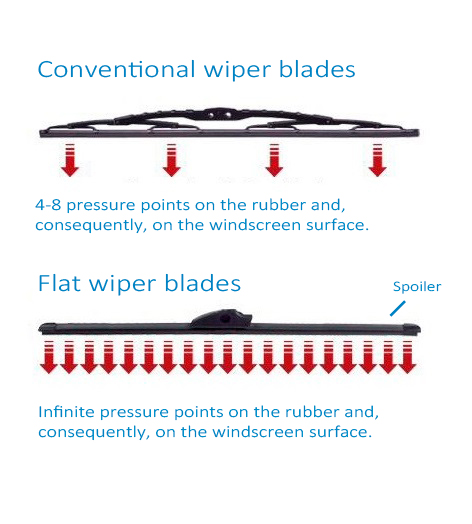 Conventional wiper blades
4-8 pressure points on the rubber and,
consequently, on the windscreen surface.
Flat wiper blades
Spoiler
Infinite pressure points on the rubber and,
consequently, on the windscreen surface.